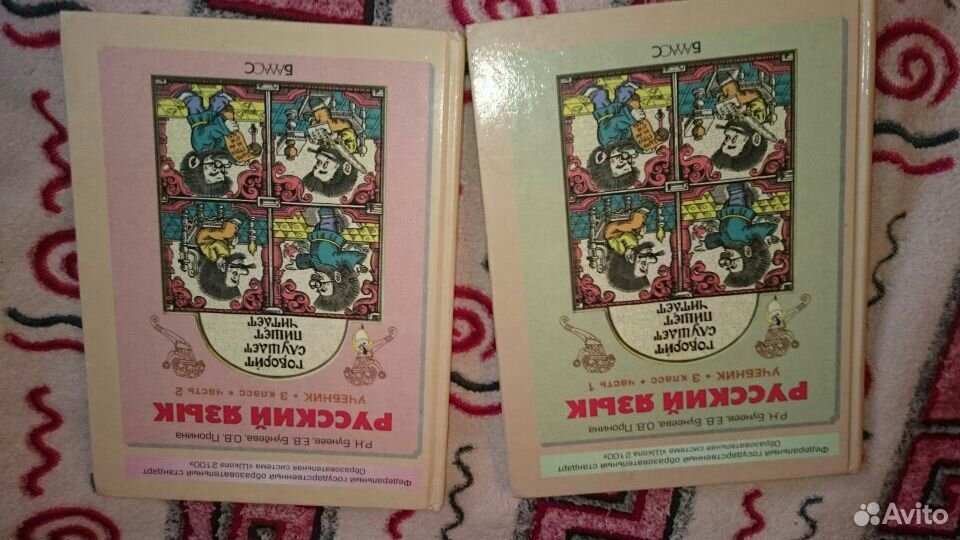 Федеральный государственный образовательный стандарт
Образовательная система «Школа 2100»
Р.Н. Бунеев, Е.В. Бунеева, О.В. Пронина
РУССКИЙ ЯЗЫК
УЧЕБНИК • 3 класс • часть 1
ГОВОРИТ
СЛУШАЕТ
ПИШЕТ
ЧИТАЕТ
БАЛАСС
Федеральный государственный образовательный стандарт
Образовательная система «Школа 2100»
Р.Н. Бунеев, Е.В. Бунеева, О.В. Пронина
РУССКИЙ ЯЗЫК
УЧЕБНИК • 3 класс • часть 2
ГОВОРИТ
СЛУШАЕТ
ПИШЕТ
ЧИТАЕТ
БАЛАСС
Avito